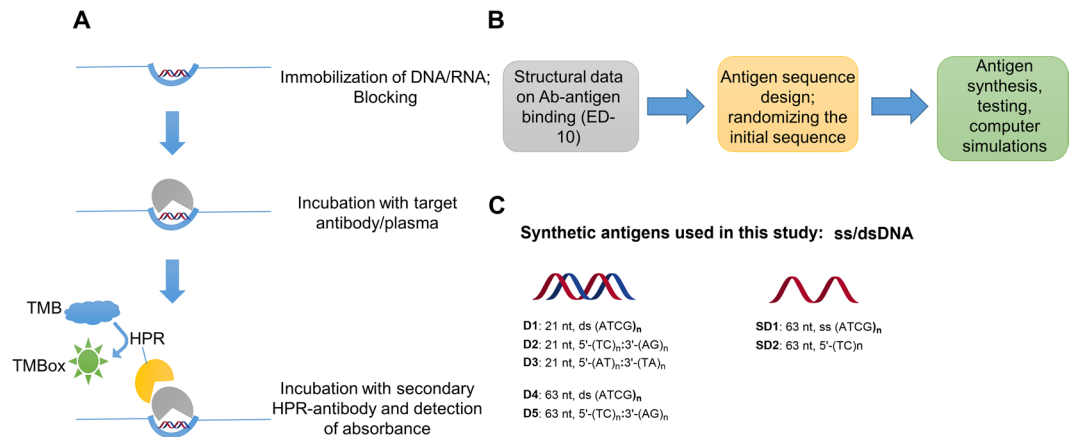 A
Immobilization of DNA/RNA;
Blocking
Incubation with target
antibody/plasma
TMB
HPR
TMBox
Incubation with secondary
HPR-antibody and detection
of absorbance
B
Structural data
on Ab-antigen
binding (ED-
10)
Antigen sequence
design;
randomizing the
initial sequence
Antigen
synthesis,
testing,
computer
simulations
C
Synthetic antigens used in this study: ss/dsDNA
D1: 21 nt, ds (ATCG)n
D2: 21 nt, 5'-(TC)n:3'-(AG)n
D3: 21 nt, 5'-(AT)n:3'-(TA)n
D4: 63 nt, ds (ATCG)n
D5: 63 nt, 5'-(TC)n:3'-(AG)n
SD1: 63 nt, ss (ATCG)n
SD2: 63 nt, 5'-(TC)n